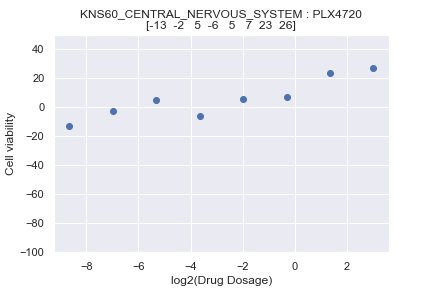 KNS60_CENTRAL_NERVOUS_SYSTEM : PLX4720
[-13 -2 5 -6 5 7 23 26]
40
20
0
−20
−40
−60
−80
−100
Cell viability
−8 −6 −4 −2 0 2
log2(Drug Dosage)